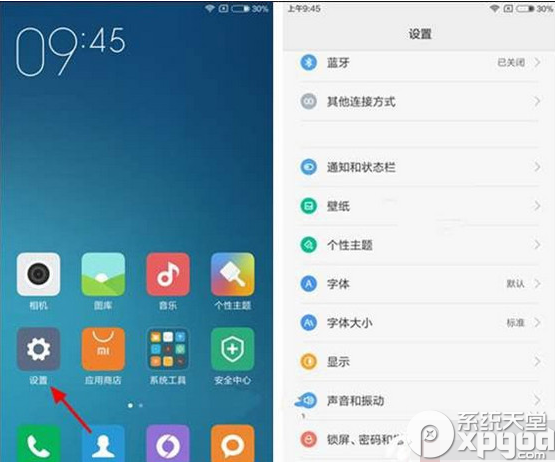 30%
09:45
相机
图库
音乐
个性主题
设置
应用商店
系统工具
安全中心
上午9:45
30%
设置
蓝牙
已关闭
其他连接方式
通知和状态栏
壁纸
个性主题
字体
默认
字体大小
标准
显示
声音和振动
锁屏、密码和
系统天堂